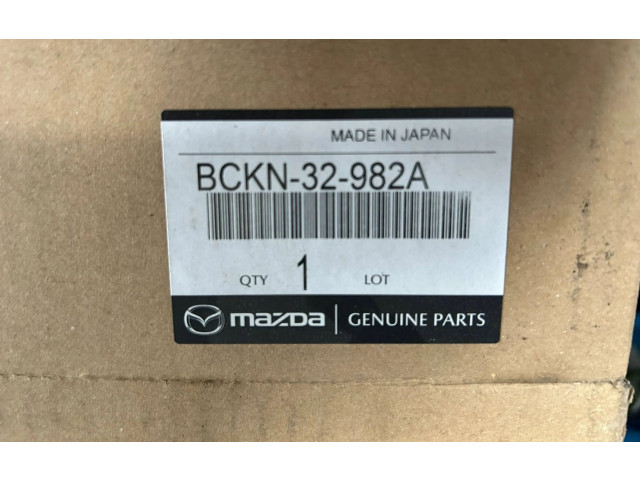 MADE IN JAPAN
BCKN-32-982A
QTY 1 LOT
mazda GENUINE PARTS